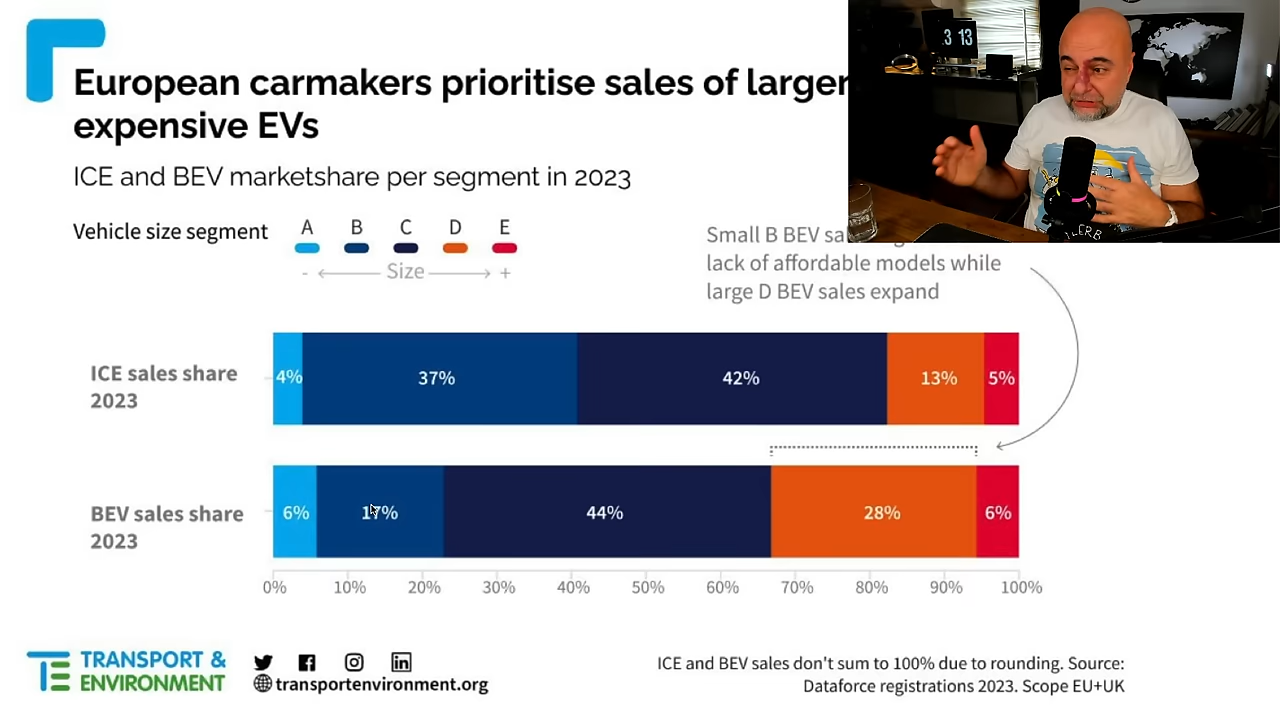 European carmakers prioritise sales of larger
expensive EVs
ICE and BEV marketshare per segment in 2023
Vehicle size segment
A B C D E
- Size +
Small B BEV
lack of affordable models while
large D BEV sales expand
ICE sales share
2023
4% 37% 42% 13% 5%
BEV sales share
2023
6% 17% 44% 28% 6%
0% 10% 20% 30% 40% 50% 60% 70% 80% 90% 100%
TRANSPORT &
ENVIRONMENT
transportenvironment.org
ICE and BEV sales don't sum to 100% due to rounding. Source:
Dataforce registrations 2023. Scope EU+UK
3 13